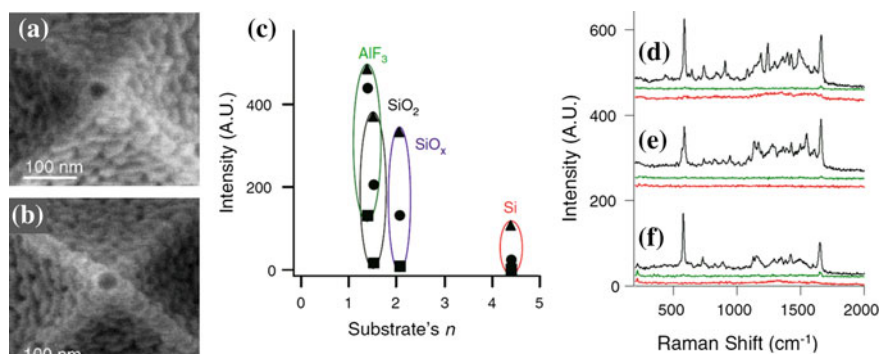 (a)
100 nm
(b)
100 nm
(c)
Intensity (A.U.)
400
200
0
AlF3
SiO2
SiOx
Si
0 1 2 3 4 5
Substrate's n
Intensity (A.U.)
600
400
200
0
(d)
(e)
(f)
500 1000 1500 2000
Raman Shift (cm-1)